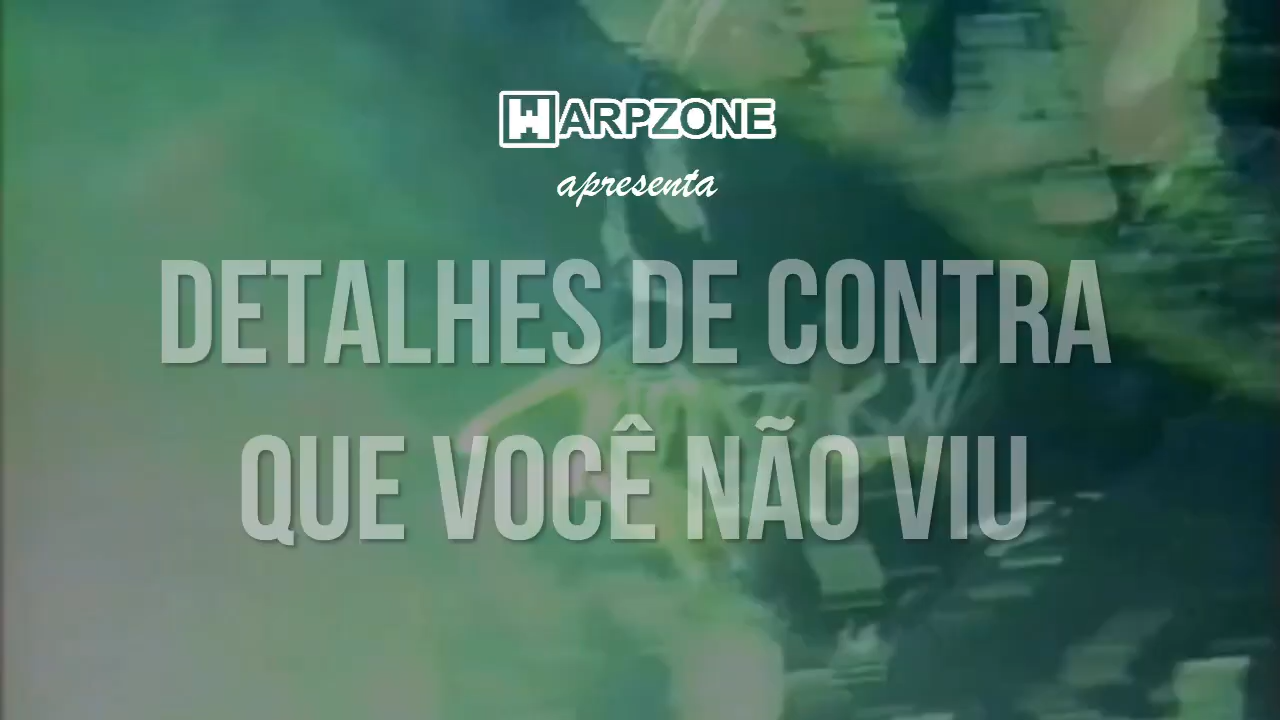 WARPZONE
apresenta
DETALHES DE CONTRA
QUE VOCÊ NÃO VIU